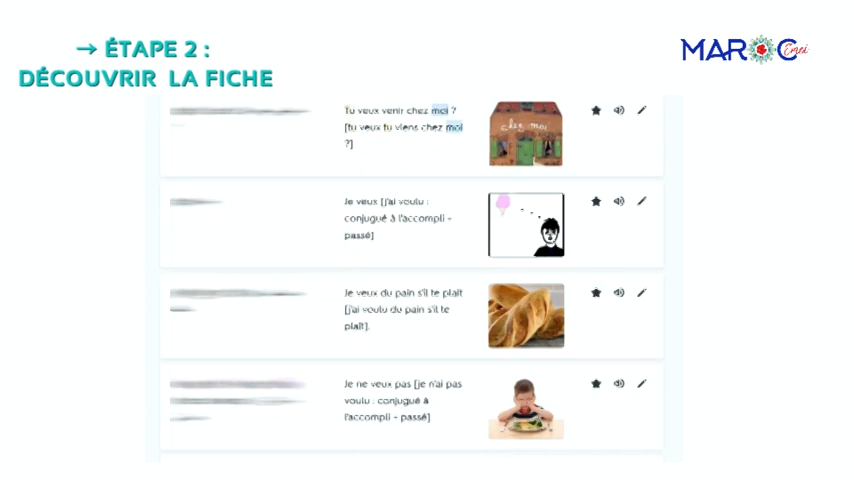 → ÉTAPE 2 :
DÉCOUVRIR LA FICHE
MAROC
Émoi
Tu veux venir chez moi ?
[tu veux tu viens chez moi
?]
chez moi
Je veux [j'ai voulu :
conjugué à l'accompli -
passé]
Je veux du pain s'il te plaît
[j'ai voulu du pain s'il te
plaît].
Je ne veux pas [je n'ai pas
voulu : conjugué à
l'accompli - passé]